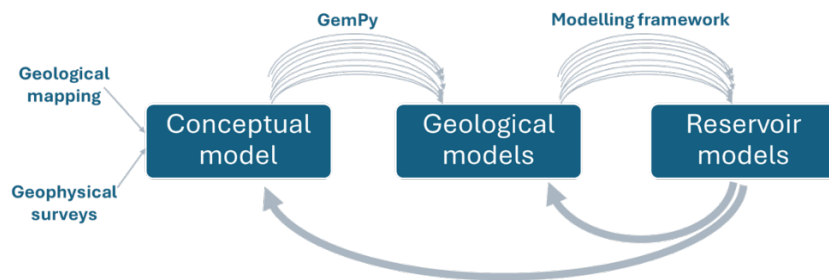 GemPy
Modelling framework
Geological
mapping
Conceptual
model
Geological
models
Reservoir
models
Geophysical
surveys